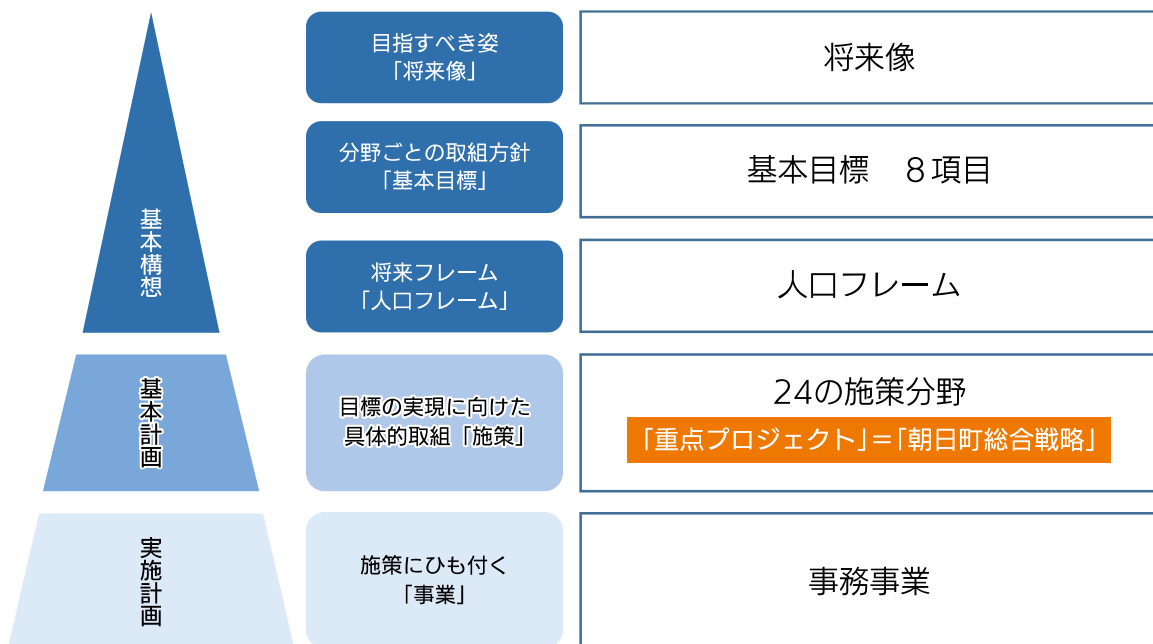 基本構想
目指すべき姿
「将来像」
将来像
分野ごとの取組方針
「基本目標」
基本目標　８項目
将来フレーム
「人口フレーム」
人口フレーム
基本計画
目標の実現に向けた
具体的取組「施策」
24の施策分野
「重点プロジェクト」＝「朝日町総合戦略」
実施計画
施策にひも付く
「事業」
事務事業